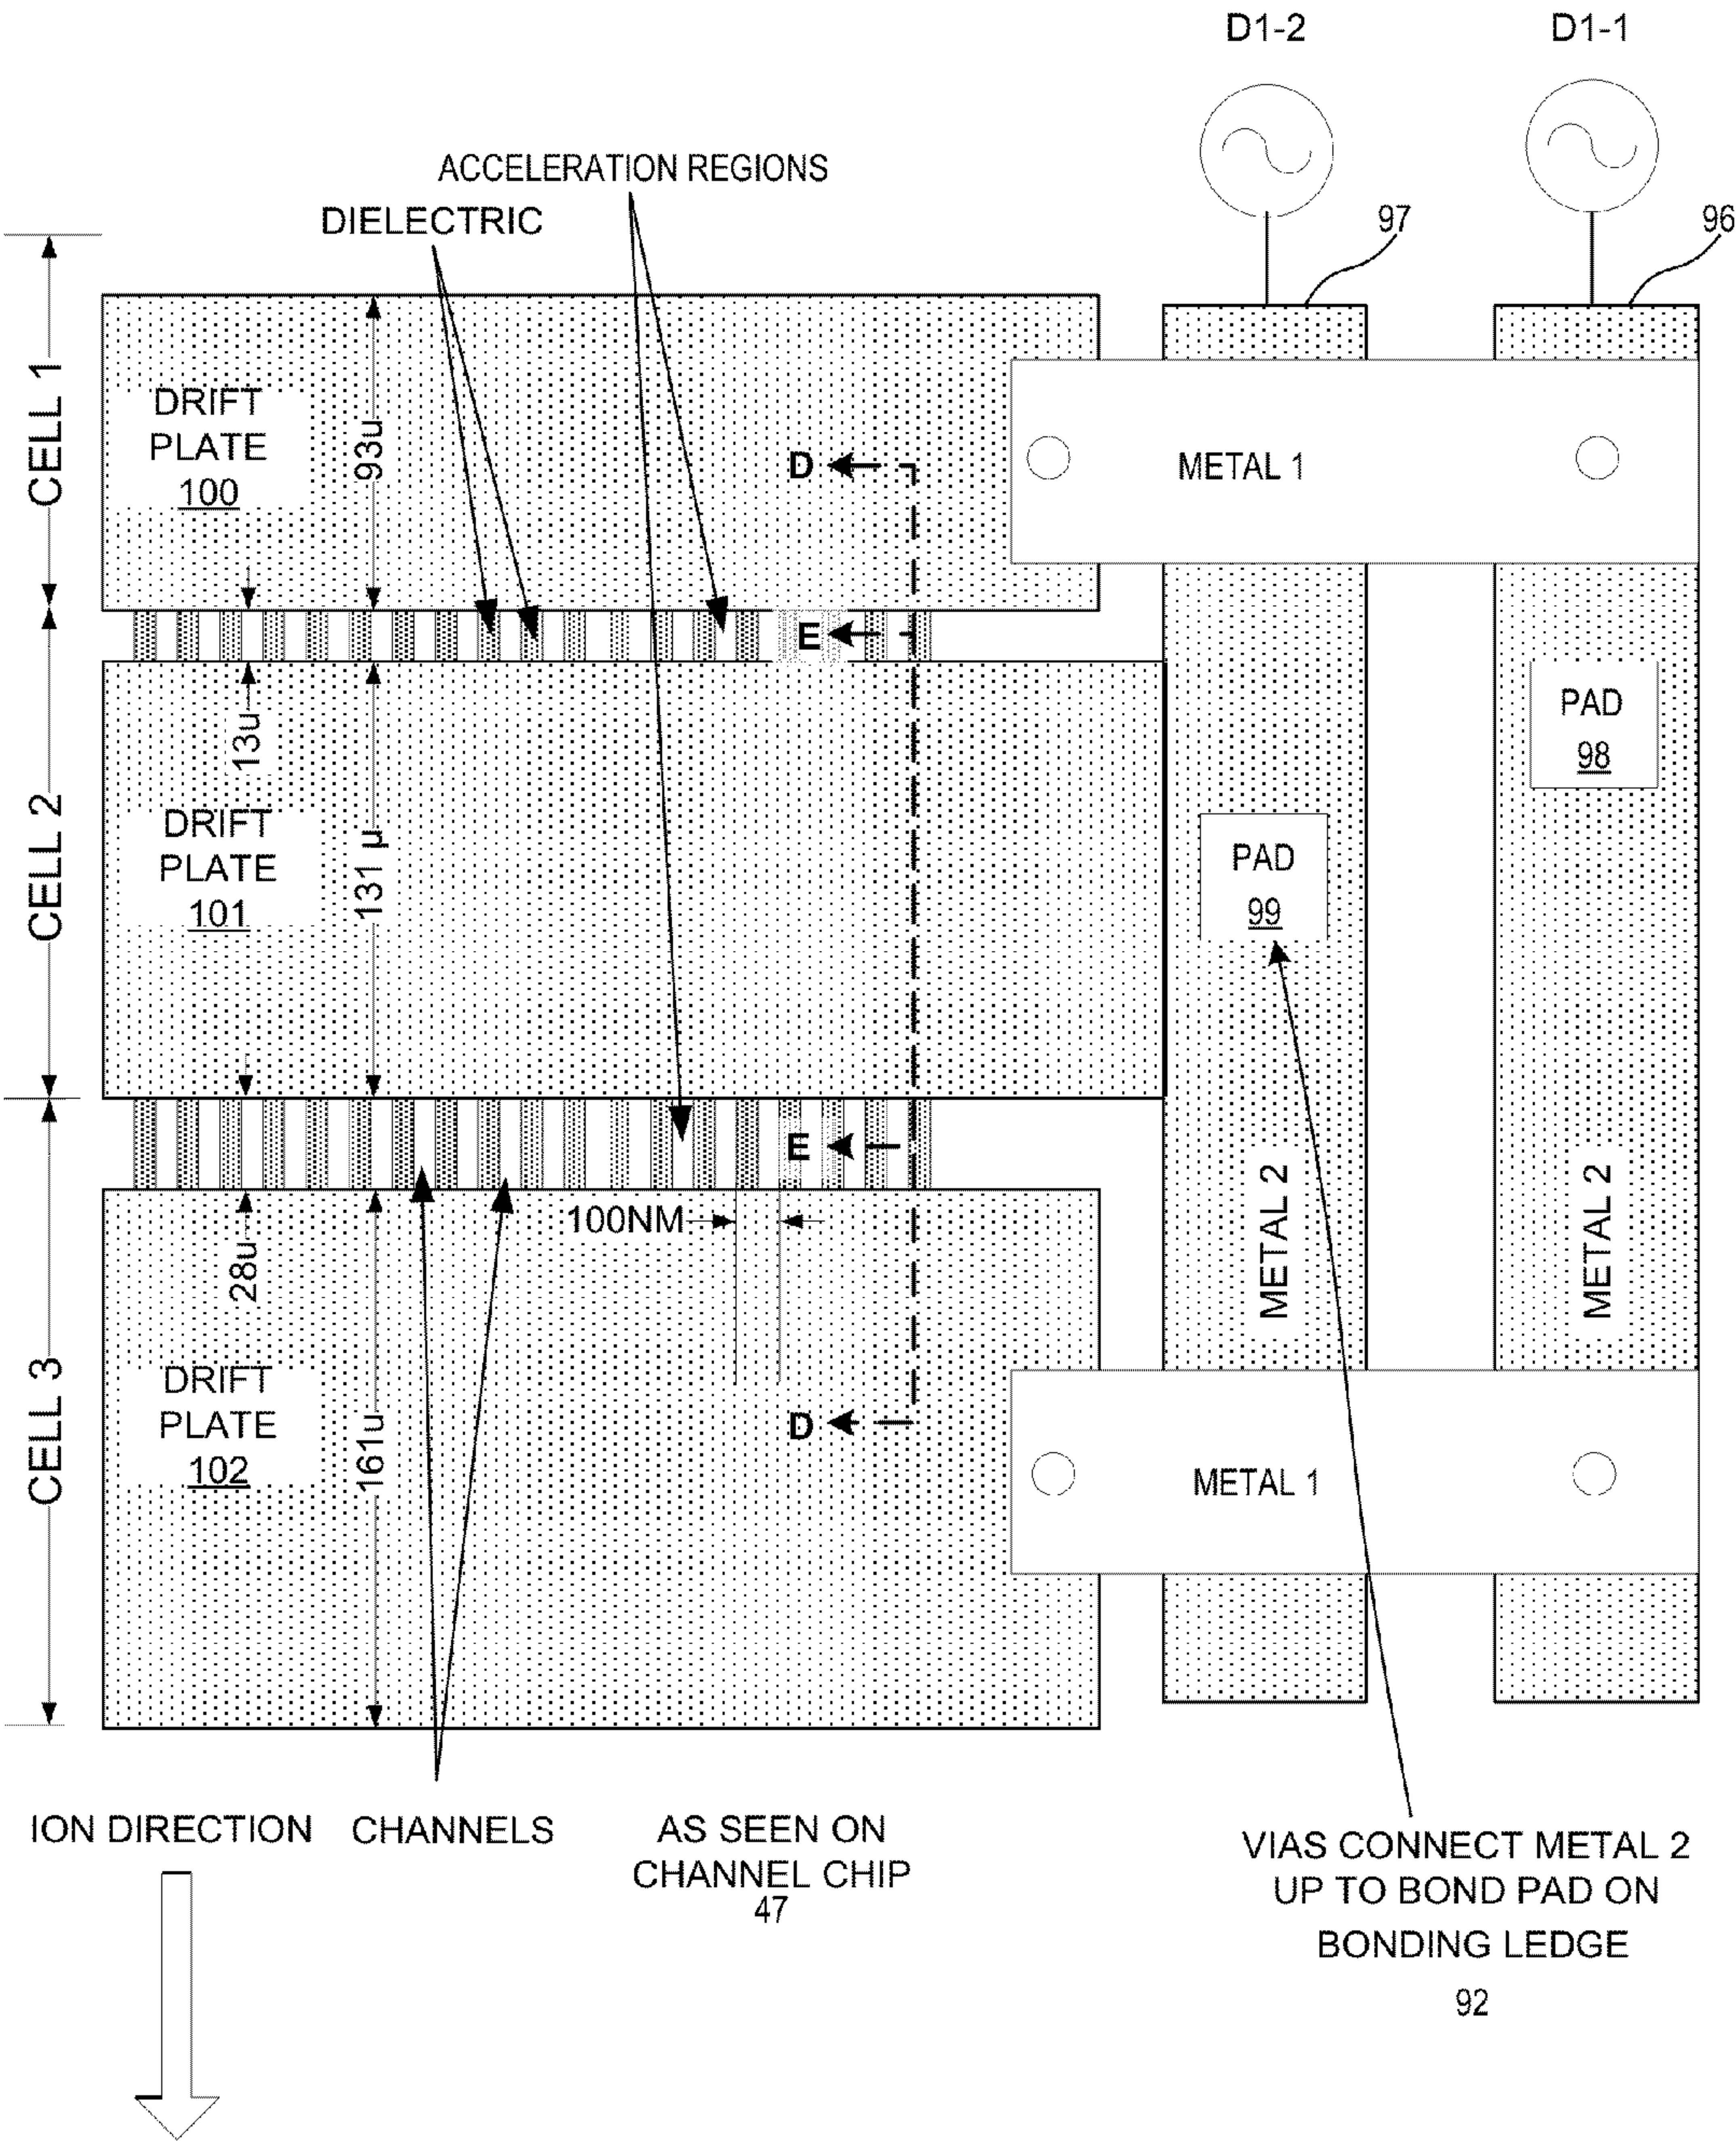 D1-2
D1-1
ACCELERATION REGIONS
DIELECTRIC
97
96
CELL 1
DRIFT
PLATE
100
93u
D
METAL 1
E
13u
CELL 2
DRIFT
PLATE
101
131 µ
PAD
98
PAD
99
E
100NM
28u
METAL 2
METAL 2
CELL 3
DRIFT
PLATE
102
161u
D
METAL 1
ION DIRECTION
CHANNELS
AS SEEN ON
CHANNEL CHIP
47
VIAS CONNECT METAL 2
UP TO BOND PAD ON
BONDING LEDGE
92